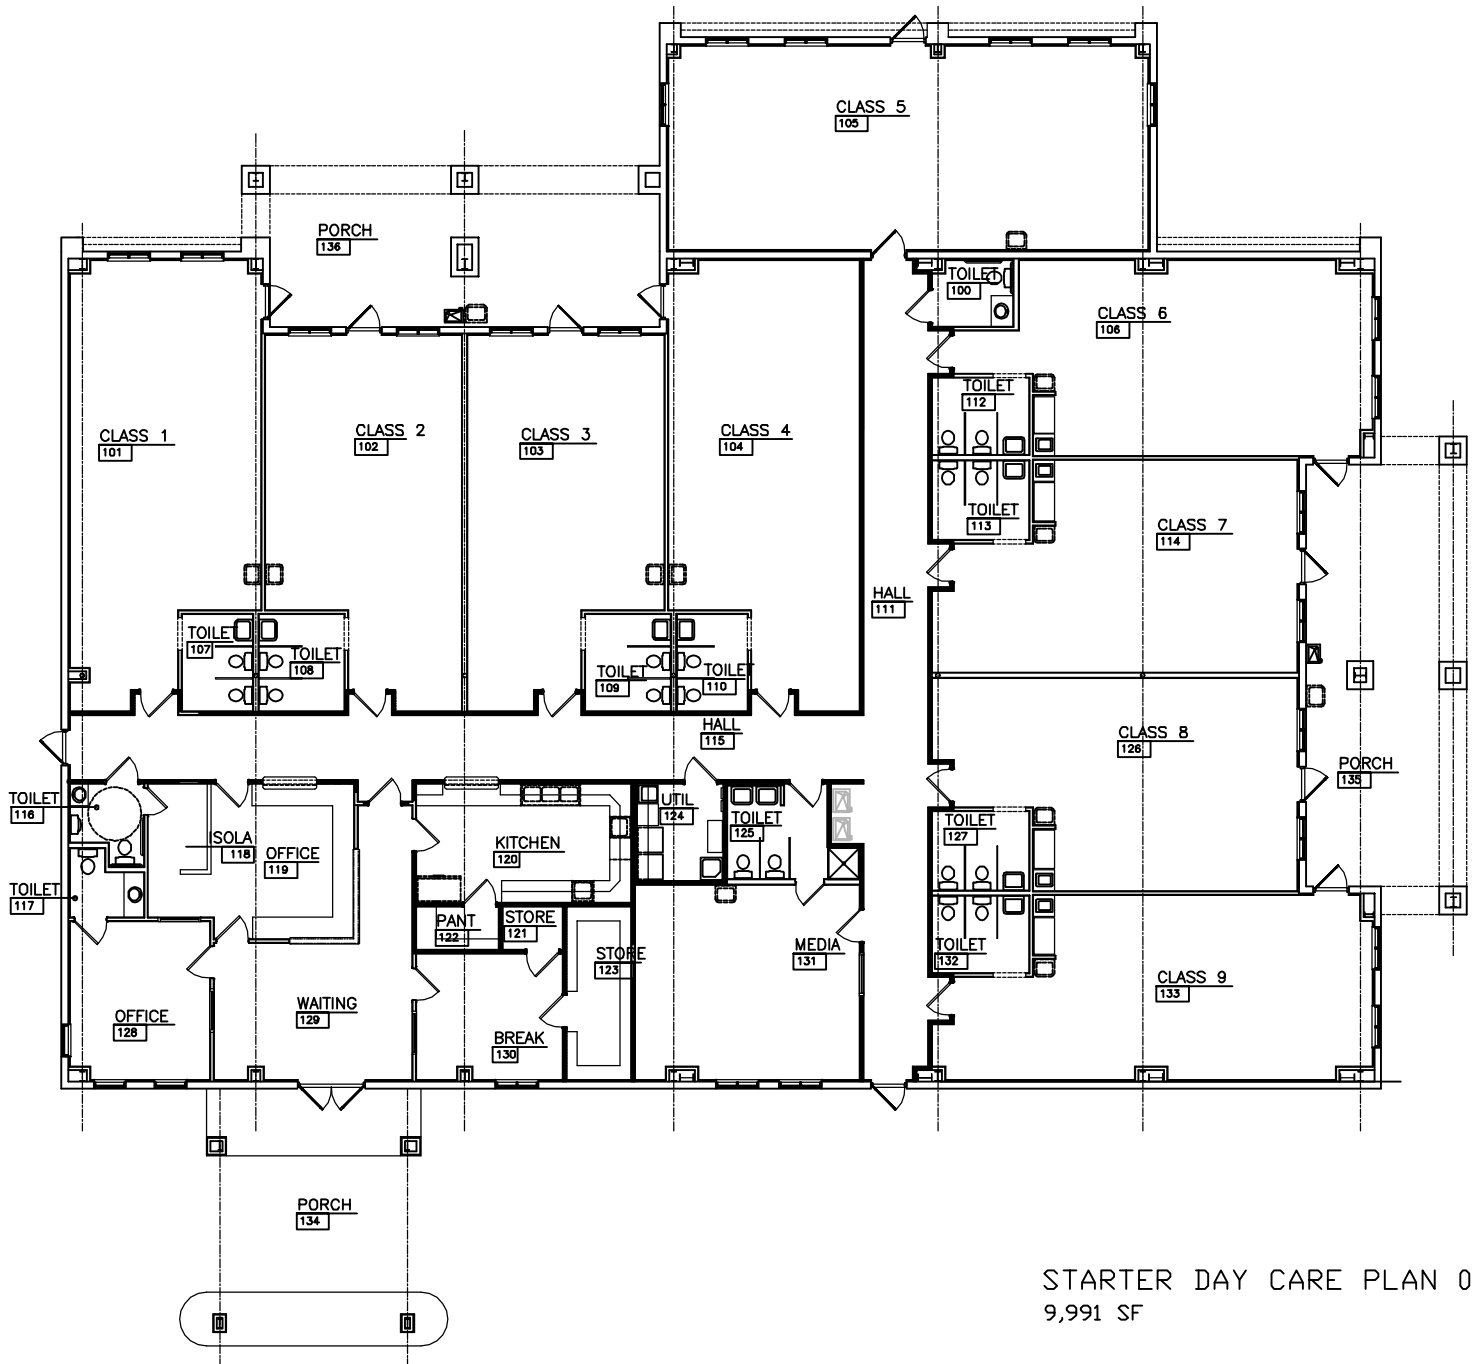 CLASS 5
105
PORCH
136
TOILET
100
CLASS 6
106
TOILET
112
CLASS 1
101
CLASS 2
102
CLASS 3
103
CLASS 4
104
TOILET
113
CLASS 7
114
HALL
111
TOILET
107
TOILET
108
TOILET
109
TOILET
110
HALL
115
CLASS 8
126
PORCH
135
TOILET
116
ISOLA
118
OFFICE
119
KITCHEN
120
UTIL
124
TOILET
125
TOILET
127
TOILET
117
PANT
122
STORE
121
STORE
123
MEDIA
131
TOILET
132
CLASS 9
133
OFFICE
128
WAITING
129
BREAK
130
PORCH
134
STARTER DAY CARE PLAN 0
9,991 SF